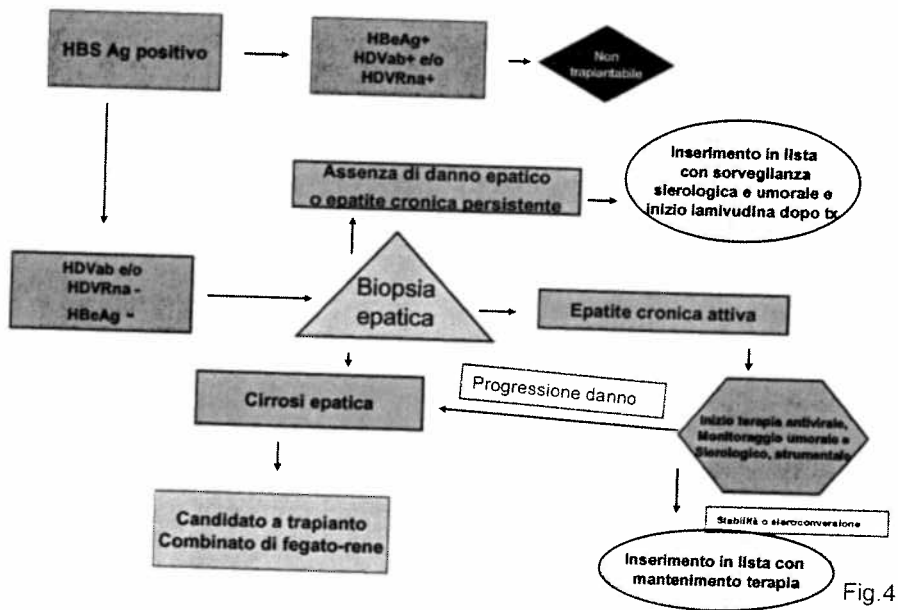 HBS Ag positivo
HBeAg+
HDVab+ e/o
HDVRna+
Non
trapiantabile
Assenza di danno epatico
o epatite cronica persistente
Inserimento in lista
con sorveglianza
sierologica e umorale e
inizio lamivudina dopo tx
HDVab e/o
HDVRna -
HBeAg -
Biopsia
epatica
Epatite cronica attiva
Cirrosi epatica
Progressione danno
Inizio terapia antivirale,
Monitoraggio umorale e
Sierologico, strumentale
Candidato a trapianto
Combinato di fegato-rene
Stabilità o sieroconversione
Inserimento in lista con
mantenimento terapia
Fig.4